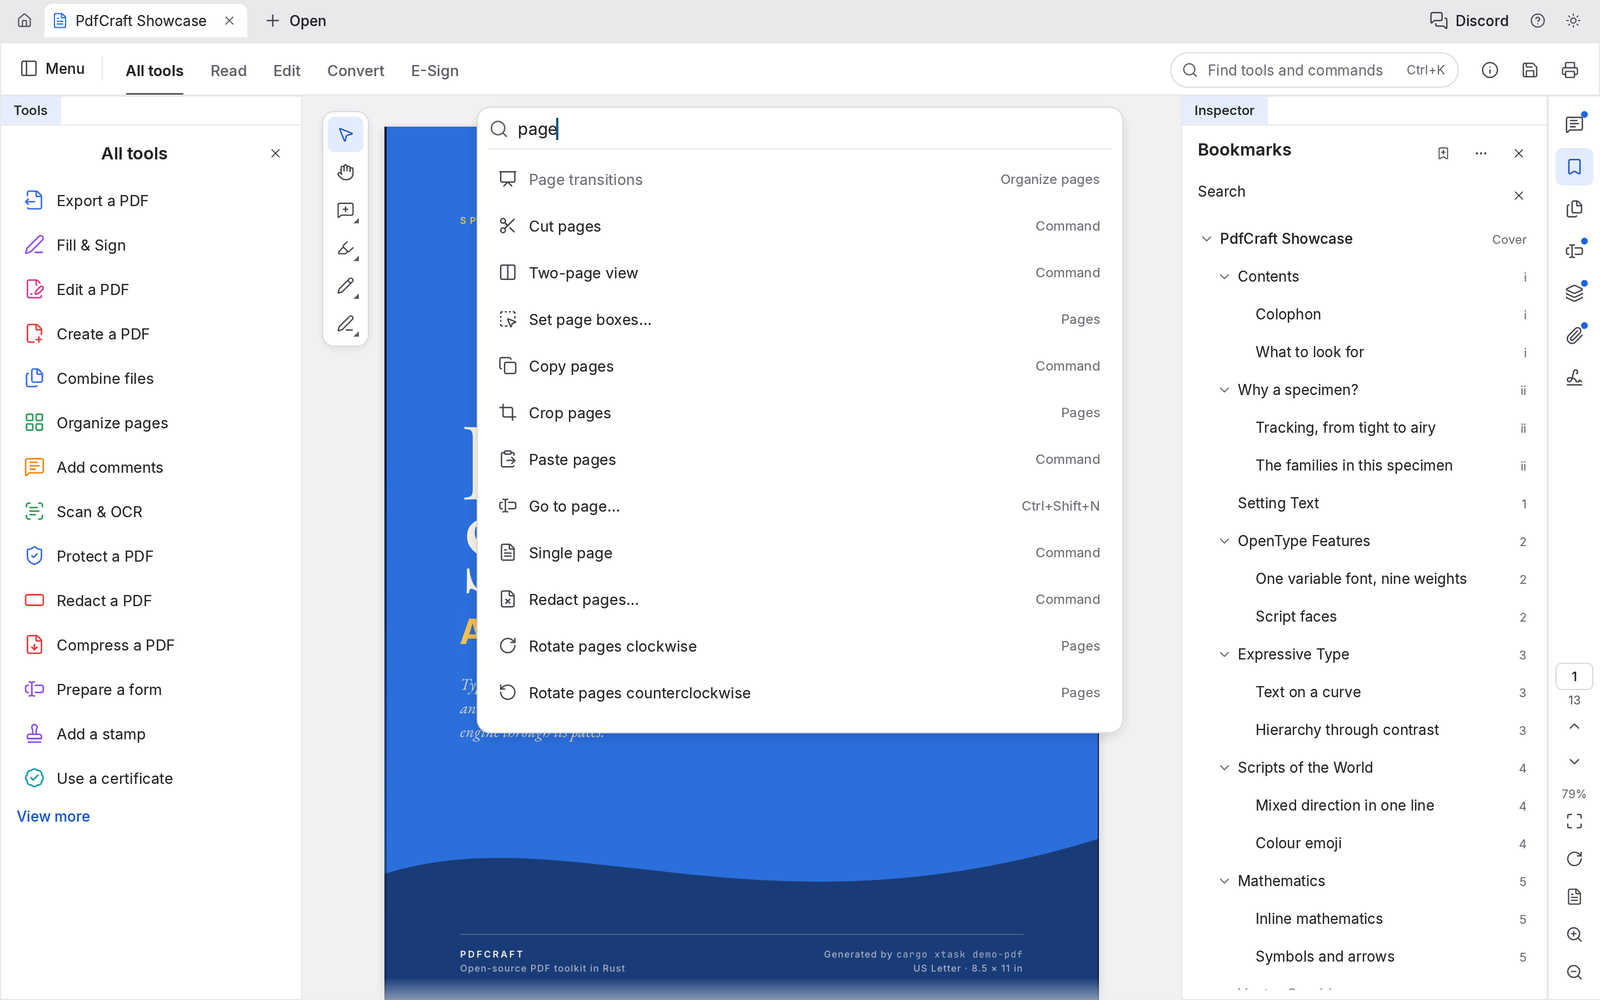 PdfCraft Showcase
Open
Discord
Menu
All tools
Read
Edit
Convert
E-Sign
Find tools and commands
Ctrl+K
Tools
All tools
Export a PDF
Fill & Sign
Edit a PDF
Create a PDF
Combine files
Organize pages
Add comments
Scan & OCR
Protect a PDF
Redact a PDF
Compress a PDF
Prepare a form
Add a stamp
Use a certificate
View more
page
Page transitions Organize pages
Cut pages Command
Two-page view Command
Set page boxes... Pages
Copy pages Command
Crop pages Pages
Paste pages Command
Go to page... Ctrl+Shift+N
Single page Command
Redact pages... Command
Rotate pages clockwise Pages
Rotate pages counterclockwise Pages
engine through its paces.
PDFCRAFT
Open-source PDF toolkit in Rust
Generated by cargo xtask demo-pdf
US Letter · 8.5 × 11 in
Inspector
Bookmarks
Search
PdfCraft Showcase Cover
Contents i
Colophon i
What to look for i
Why a specimen? ii
Tracking, from tight to airy ii
The families in this specimen ii
Setting Text 1
OpenType Features 2
One variable font, nine weights 2
Script faces 2
Expressive Type 3
Text on a curve 3
Hierarchy through contrast 3
Scripts of the World 4
Mixed direction in one line 4
Colour emoji 4
Mathematics 5
Inline mathematics 5
Symbols and arrows 5
1
13
79%